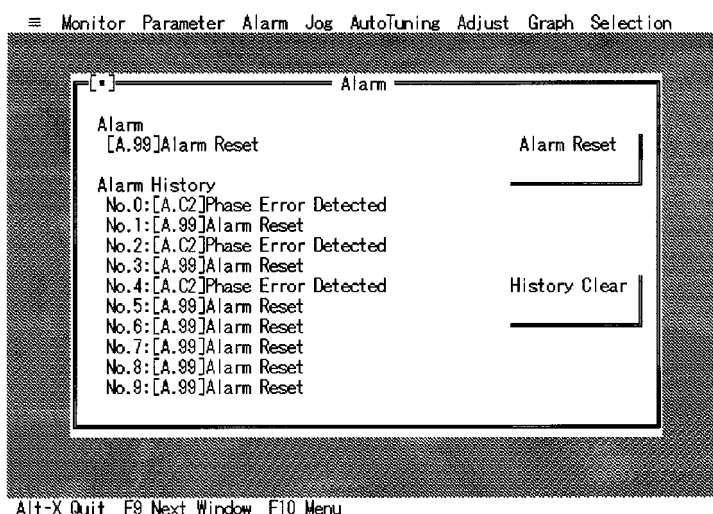 ≡ Monitor Parameter Alarm Jog AutoTuning Adjust Graph Selection
[▪] Alarm
Alarm
[A.99]Alarm Reset
Alarm Reset
Alarm History
No.0:[A.C2]Phase Error Detected
No.1:[A.99]Alarm Reset
No.2:[A.C2]Phase Error Detected
No.3:[A.99]Alarm Reset
No.4:[A.C2]Phase Error Detected
History Clear
No.5:[A.99]Alarm Reset
No.6:[A.99]Alarm Reset
No.7:[A.99]Alarm Reset
No.8:[A.99]Alarm Reset
No.9:[A.99]Alarm Reset
Alt-X Quit F9 Next Window F10 Menu